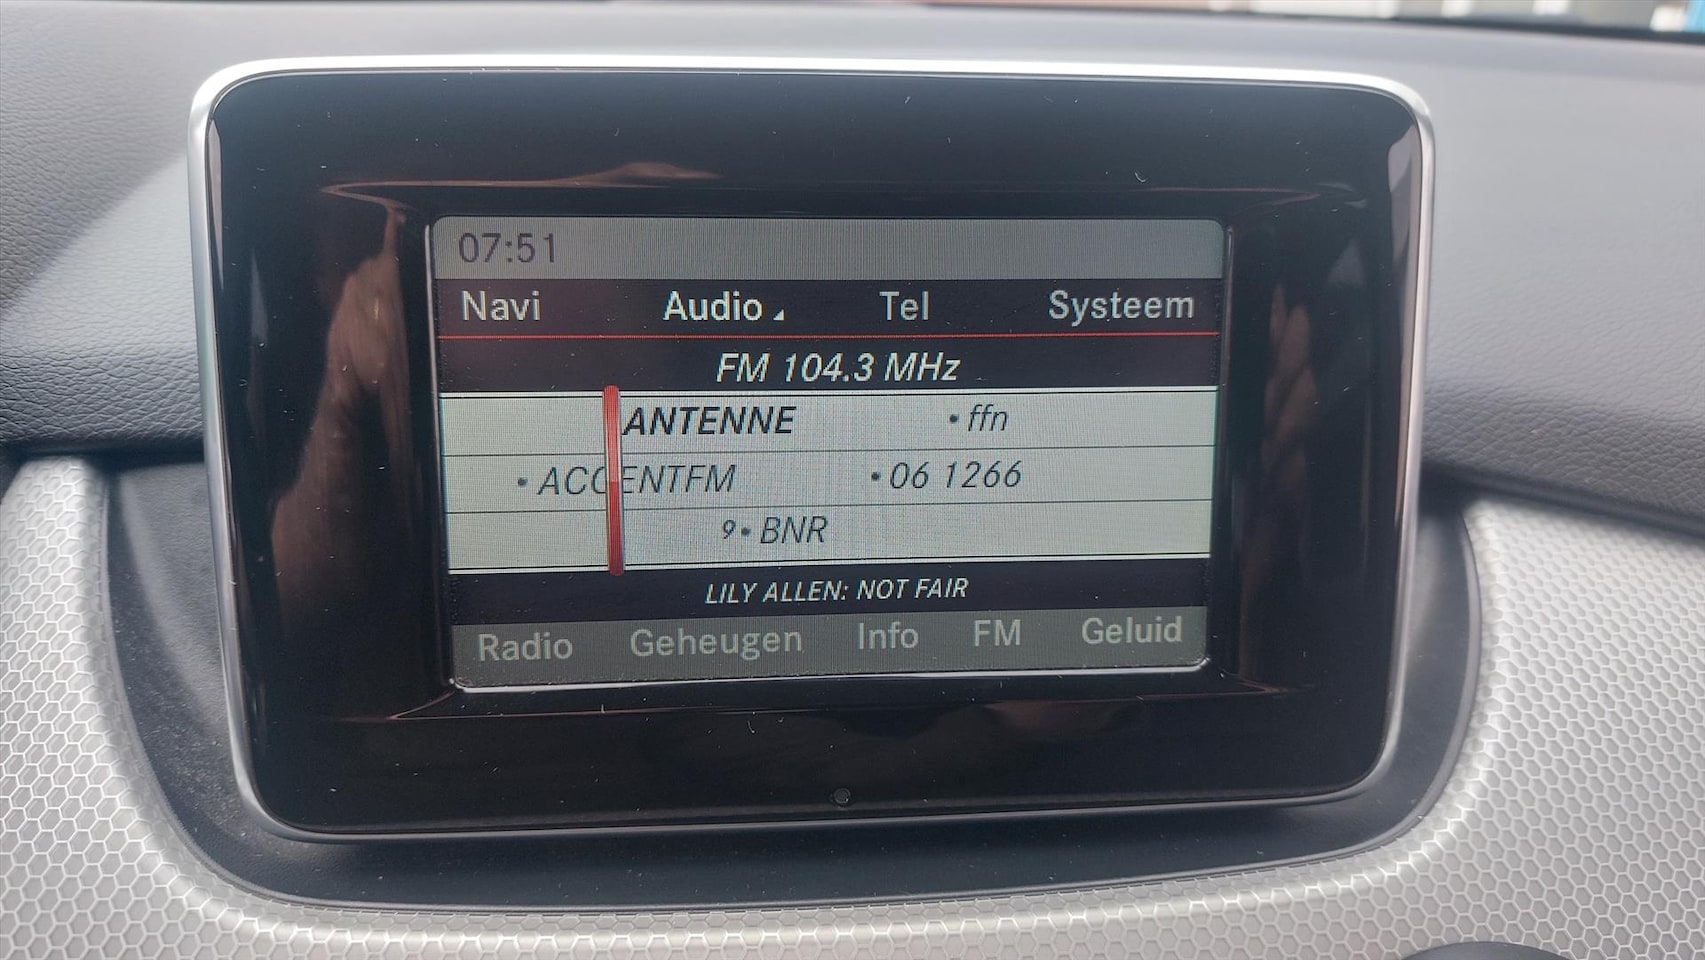 07:51
Navi Audio Tel Systeem
FM 104.3 MHz
ANTENNE • ffn
• ACCENTFM • 06 1266
9 • BNR
LILY ALLEN: NOT FAIR
Radio Geheugen Info FM Geluid